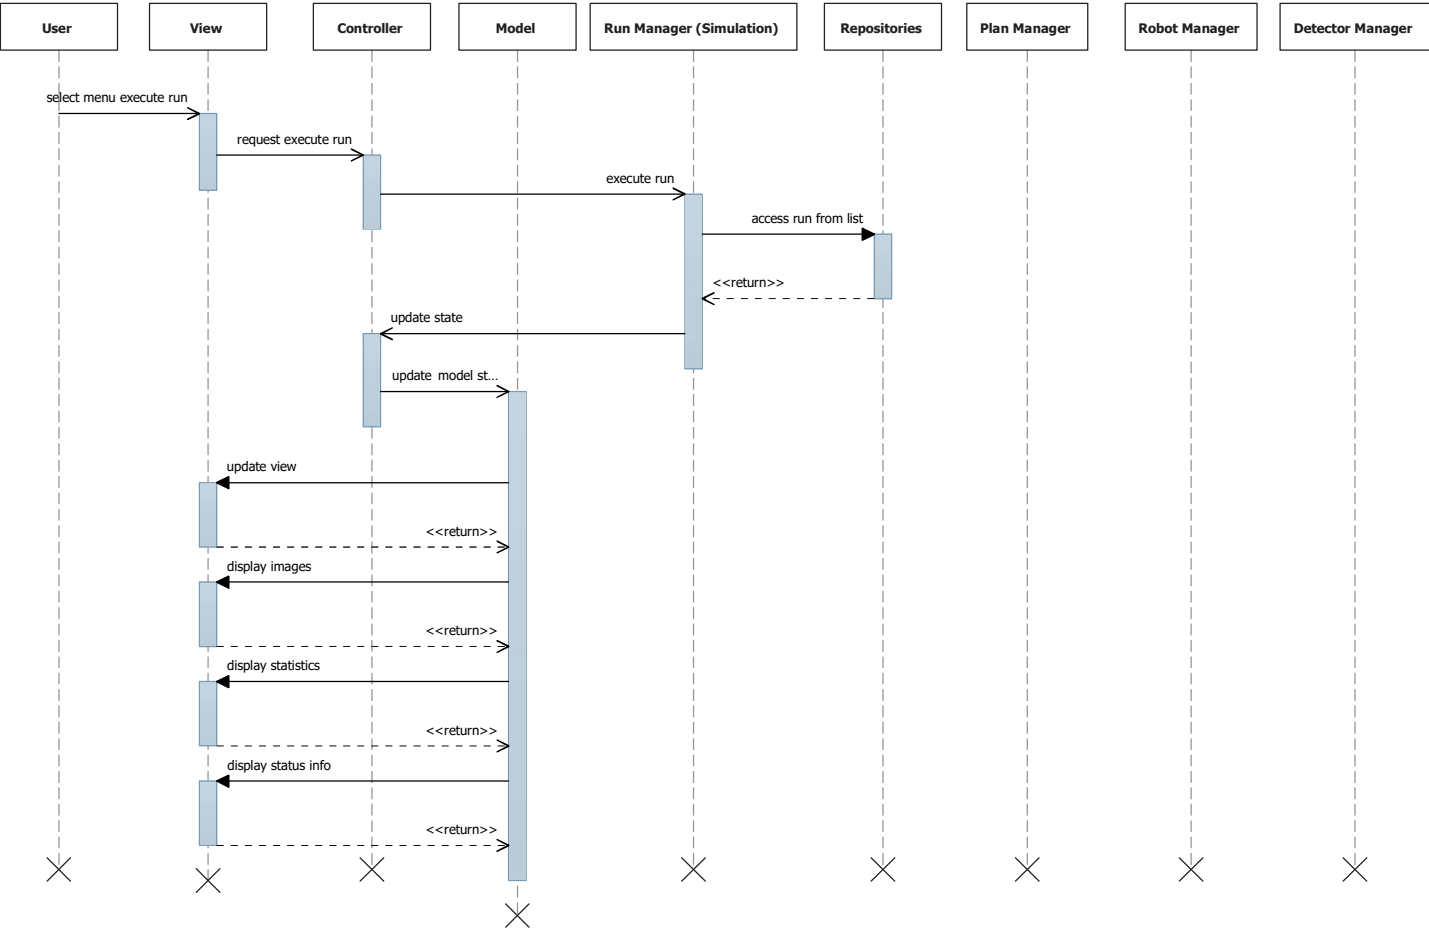 User
View
Controller
Model
Run Manager (Simulation)
Repositories
Plan Manager
Robot Manager
Detector Manager
select menu execute run
request execute run
execute run
access run from list
<<return>>
update state
update model st...
update view
<<return>>
display images
<<return>>
display statistics
<<return>>
display status info
<<return>>